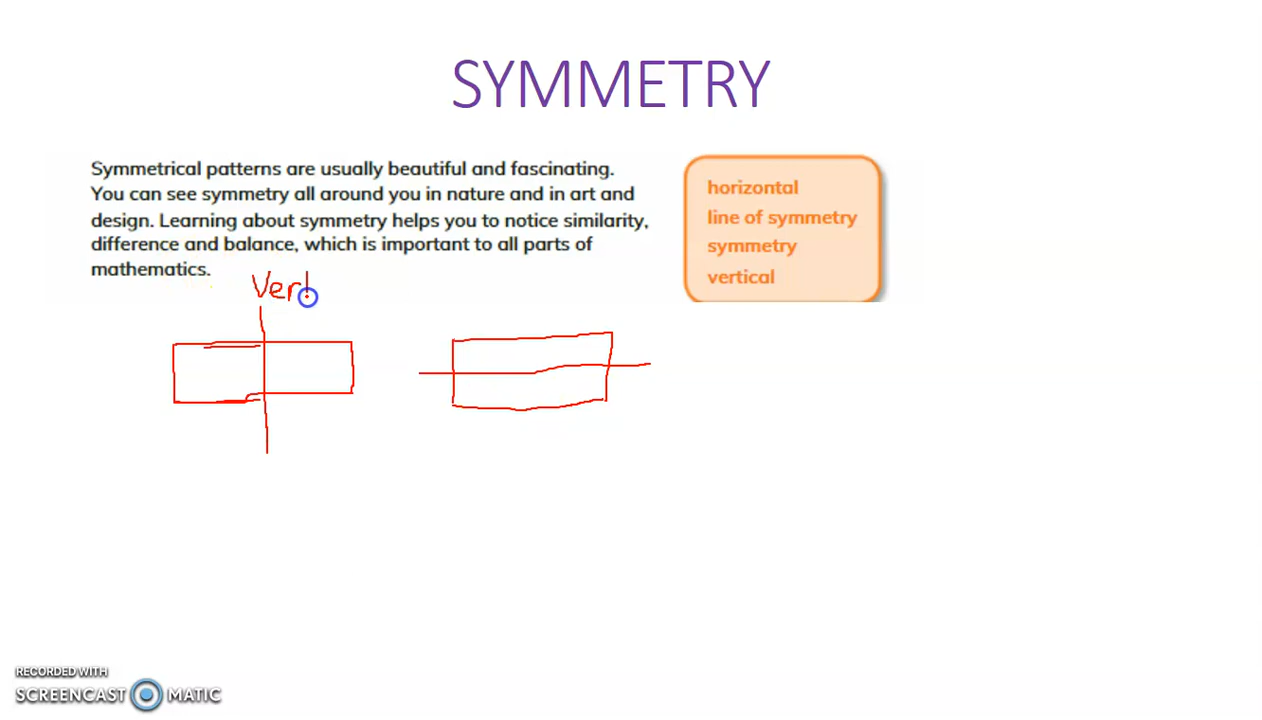 SYMMETRY
Symmetrical patterns are usually beautiful and fascinating.
You can see symmetry all around you in nature and in art and
design. Learning about symmetry helps you to notice similarity,
difference and balance, which is important to all parts of
mathematics.
horizontal
line of symmetry
symmetry
vertical
Vert
RECORDED WITH
SCREENCAST MATIC